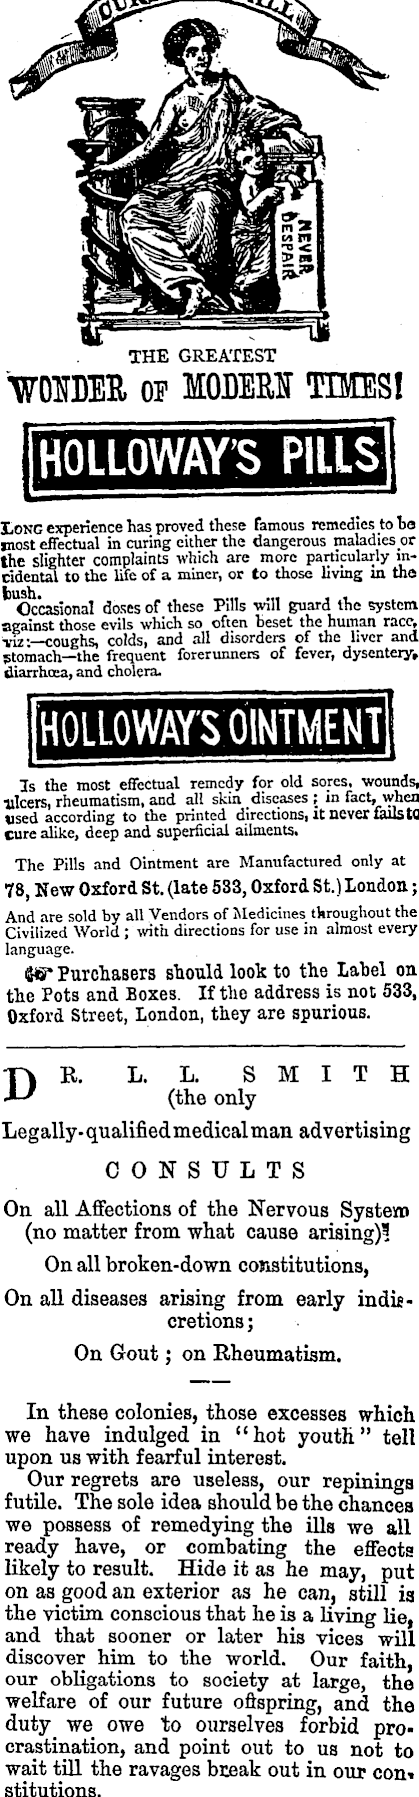 NEVER
DESPAIR
THE GREATEST
WONDER OF MODERN TIMES!
HOLLOWAY'S PILLS
LONG experience has proved these famous remedies to be
most effectual in curing either the dangerous maladies or
the slighter complaints which are more particularly in-
cidental to the life of a miner, or to those living in the
bush.
Occasional doses of these Pills will guard the system
against those evils which so often beset the human race,
viz:—coughs, colds, and all disorders of the liver and
stomach—the frequent forerunners of fever, dysentery,
diarrhœa, and cholera.
HOLLOWAY'S OINTMENT
Is the most effectual remedy for old sores, wounds,
ulcers, rheumatism, and all skin diseases; in fact, when
used according to the printed directions, it never fails to
cure alike, deep and superficial ailments.
The Pills and Ointment are Manufactured only at
78, New Oxford St. (late 533, Oxford St.) London;
And are sold by all Vendors of Medicines throughout the
Civilized World; with directions for use in almost every
language.
☞ Purchasers should look to the Label on
the Pots and Boxes. If the address is not 533,
Oxford Street, London, they are spurious.
DR. L. L. SMITH
(the only
Legally-qualified medical man advertising
CONSULTS
On all Affections of the Nervous System
(no matter from what cause arising)!
On all broken-down constitutions,
On all diseases arising from early indis-
cretions;
On Gout; on Rheumatism.
In these colonies, those excesses which
we have indulged in "hot youth" tell
upon us with fearful interest.
Our regrets are useless, our repinings
futile. The sole idea should be the chances
we possess of remedying the ills we all
ready have, or combating the effects
likely to result. Hide it as he may, put
on as good an exterior as he can, still is
the victim conscious that he is a living lie,
and that sooner or later his vices will
discover him to the world. Our faith,
our obligations to society at large, the
welfare of our future offspring, and the
duty we owe to ourselves forbid pro-
crastination, and point out to us not to
wait till the ravages break out in our con-
stitutions.